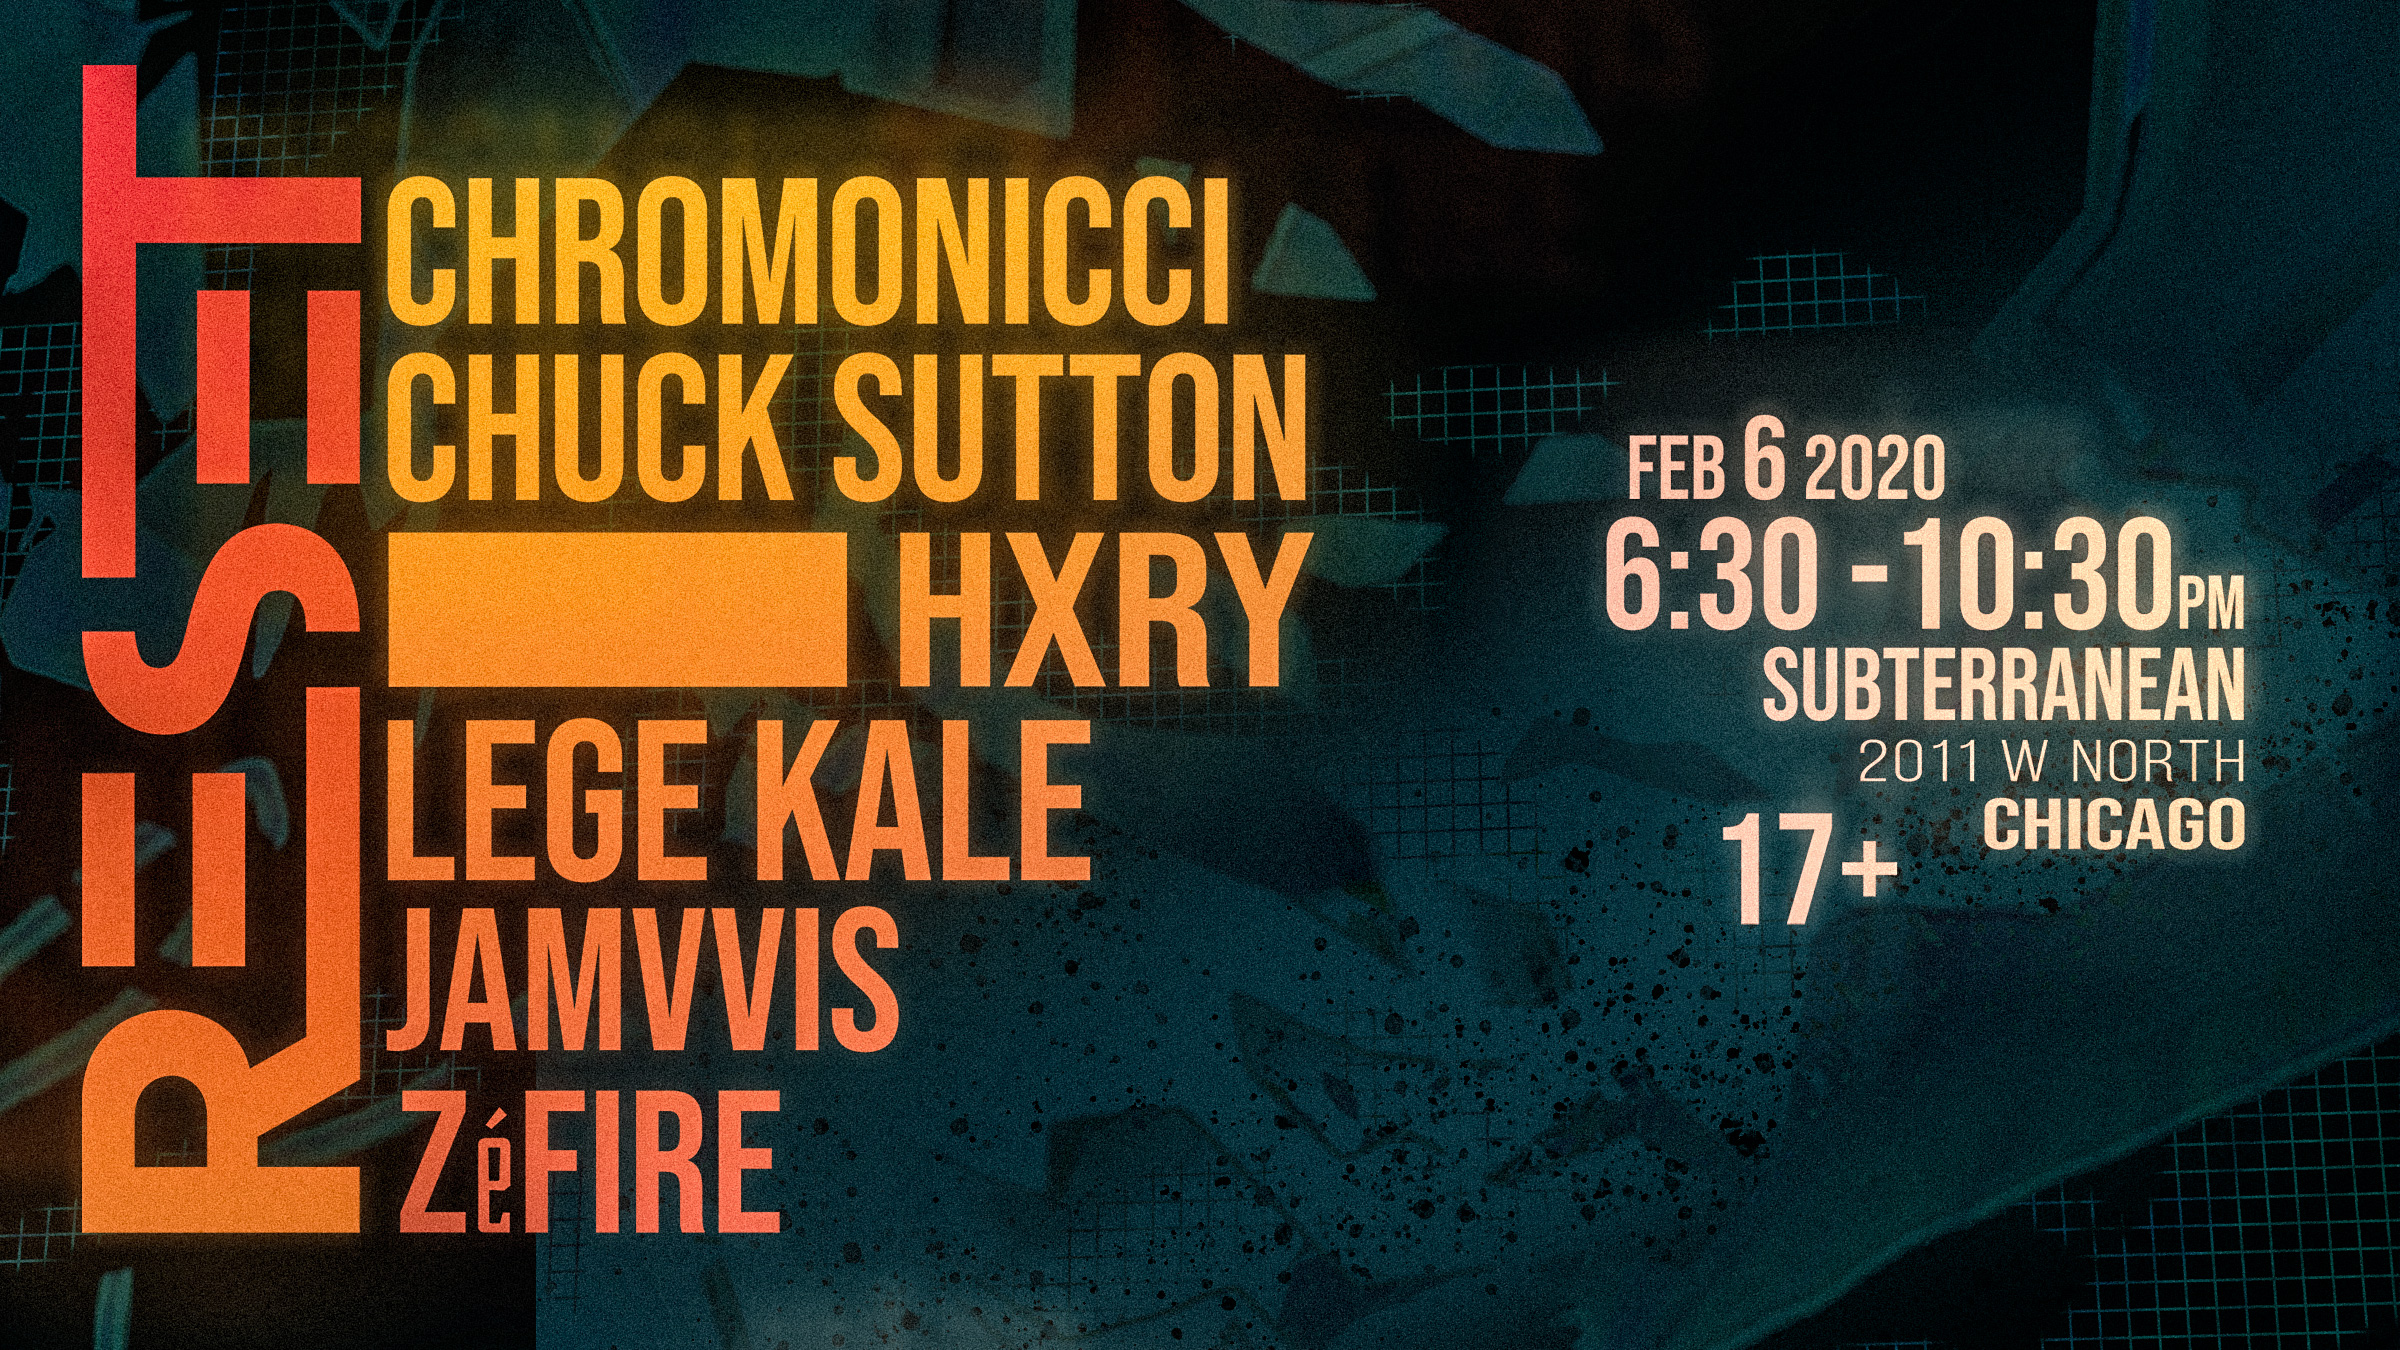 RESET
CHROMONICCI
CHUCK SUTTON
HXRY
LEGE KALE
JAMVVIS
ZéFIRE
FEB 6 2020
6:30 - 10:30PM
SUBTERRANEAN
2011 W NORTH
CHICAGO
17+